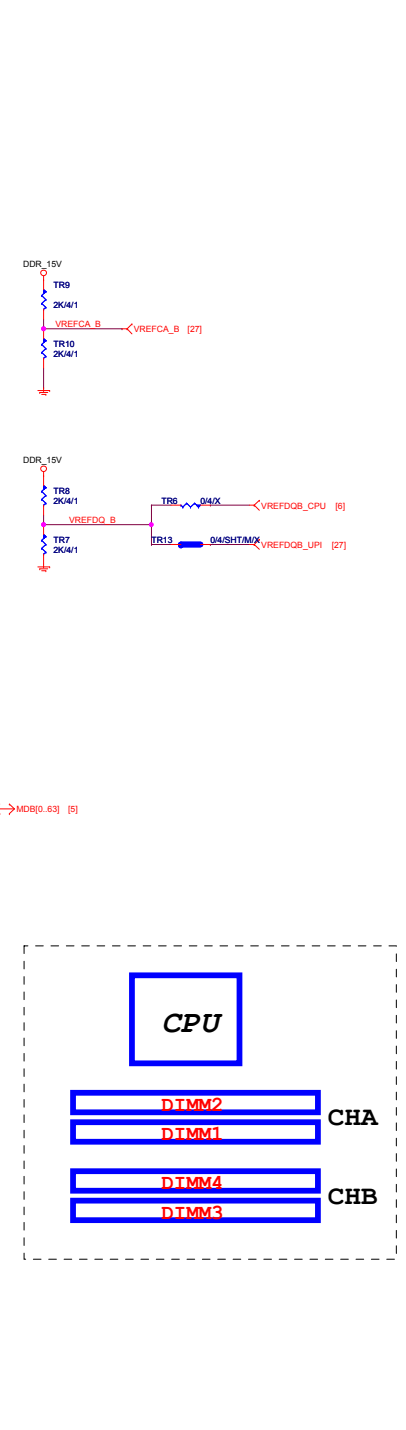 DDR_15V
TR9
2K/4/1
VREFCA_B
VREFCA_B [27]
TR10
2K/4/1
DDR_15V
TR8
2K/4/1
TR6 0/4/X
VREFDQB_CPU [6]
VREFDQ_B
TR7
2K/4/1
TR13 0/4/SHT/M/X
VREFDQB_UPI [27]
MDB[0..63] [5]
CPU
DIMM2
CHA
DIMM1
DIMM4
CHB
DIMM3